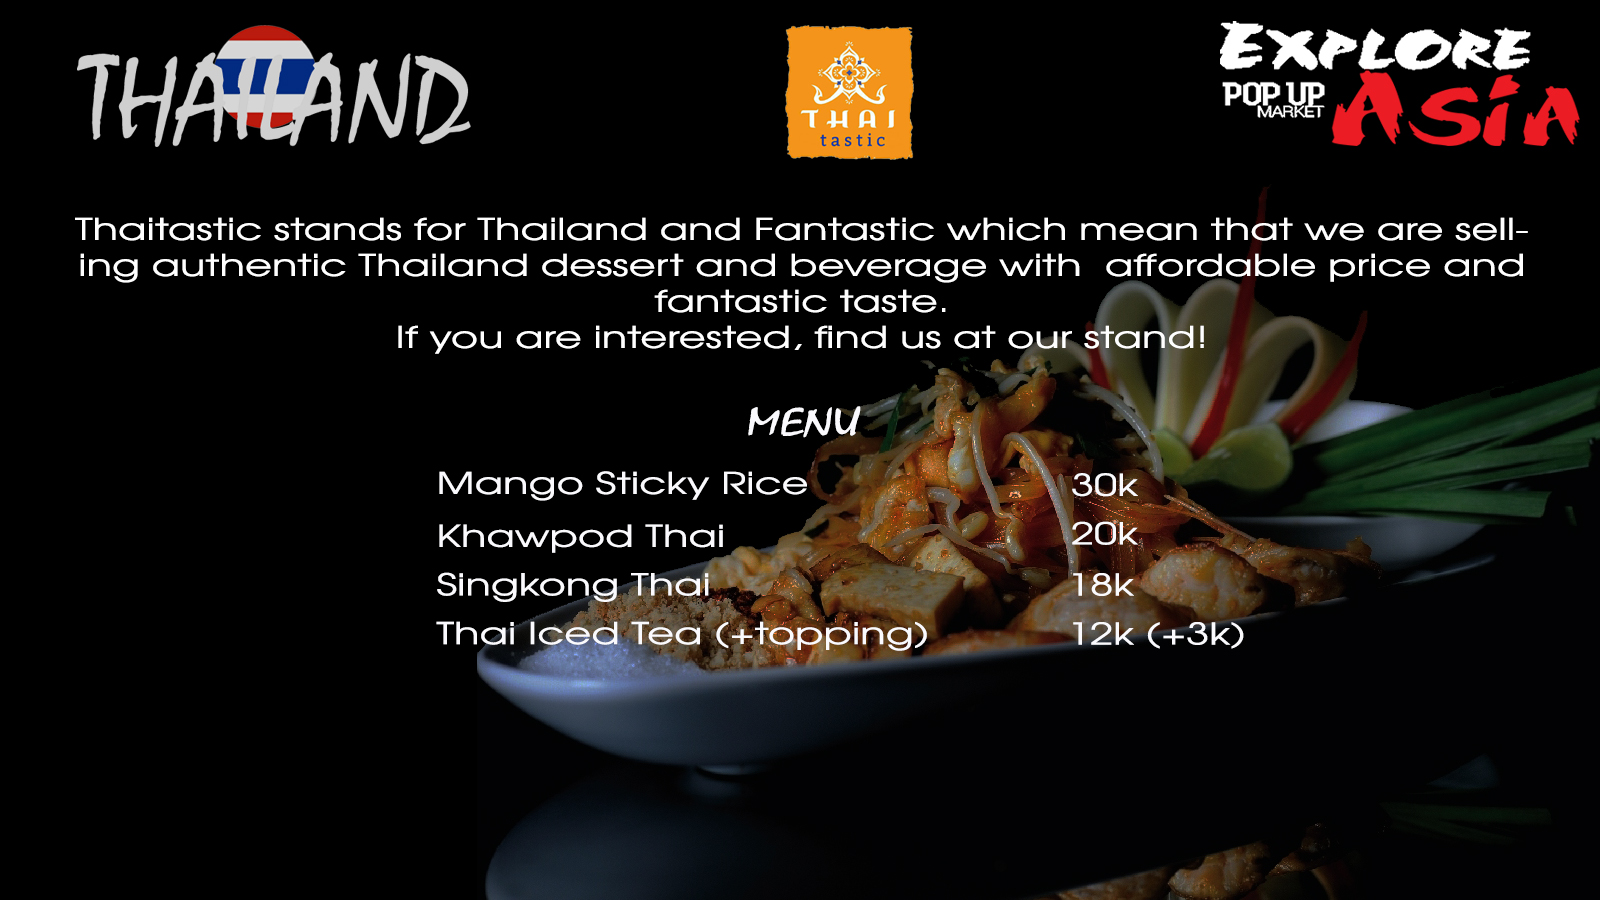 THAILAND
THAI
tastic
EXPLORE
POP UP
MARKET
ASiA
Thaitastic stands for Thailand and Fantastic which mean that we are sell-
ing authentic Thailand dessert and beverage with  affordable price and
fantastic taste.
If you are interested, find us at our stand!
MENU
Mango Sticky Rice 30k
Khawpod Thai 20k
Singkong Thai 18k
Thai Iced Tea (+topping) 12k (+3k)